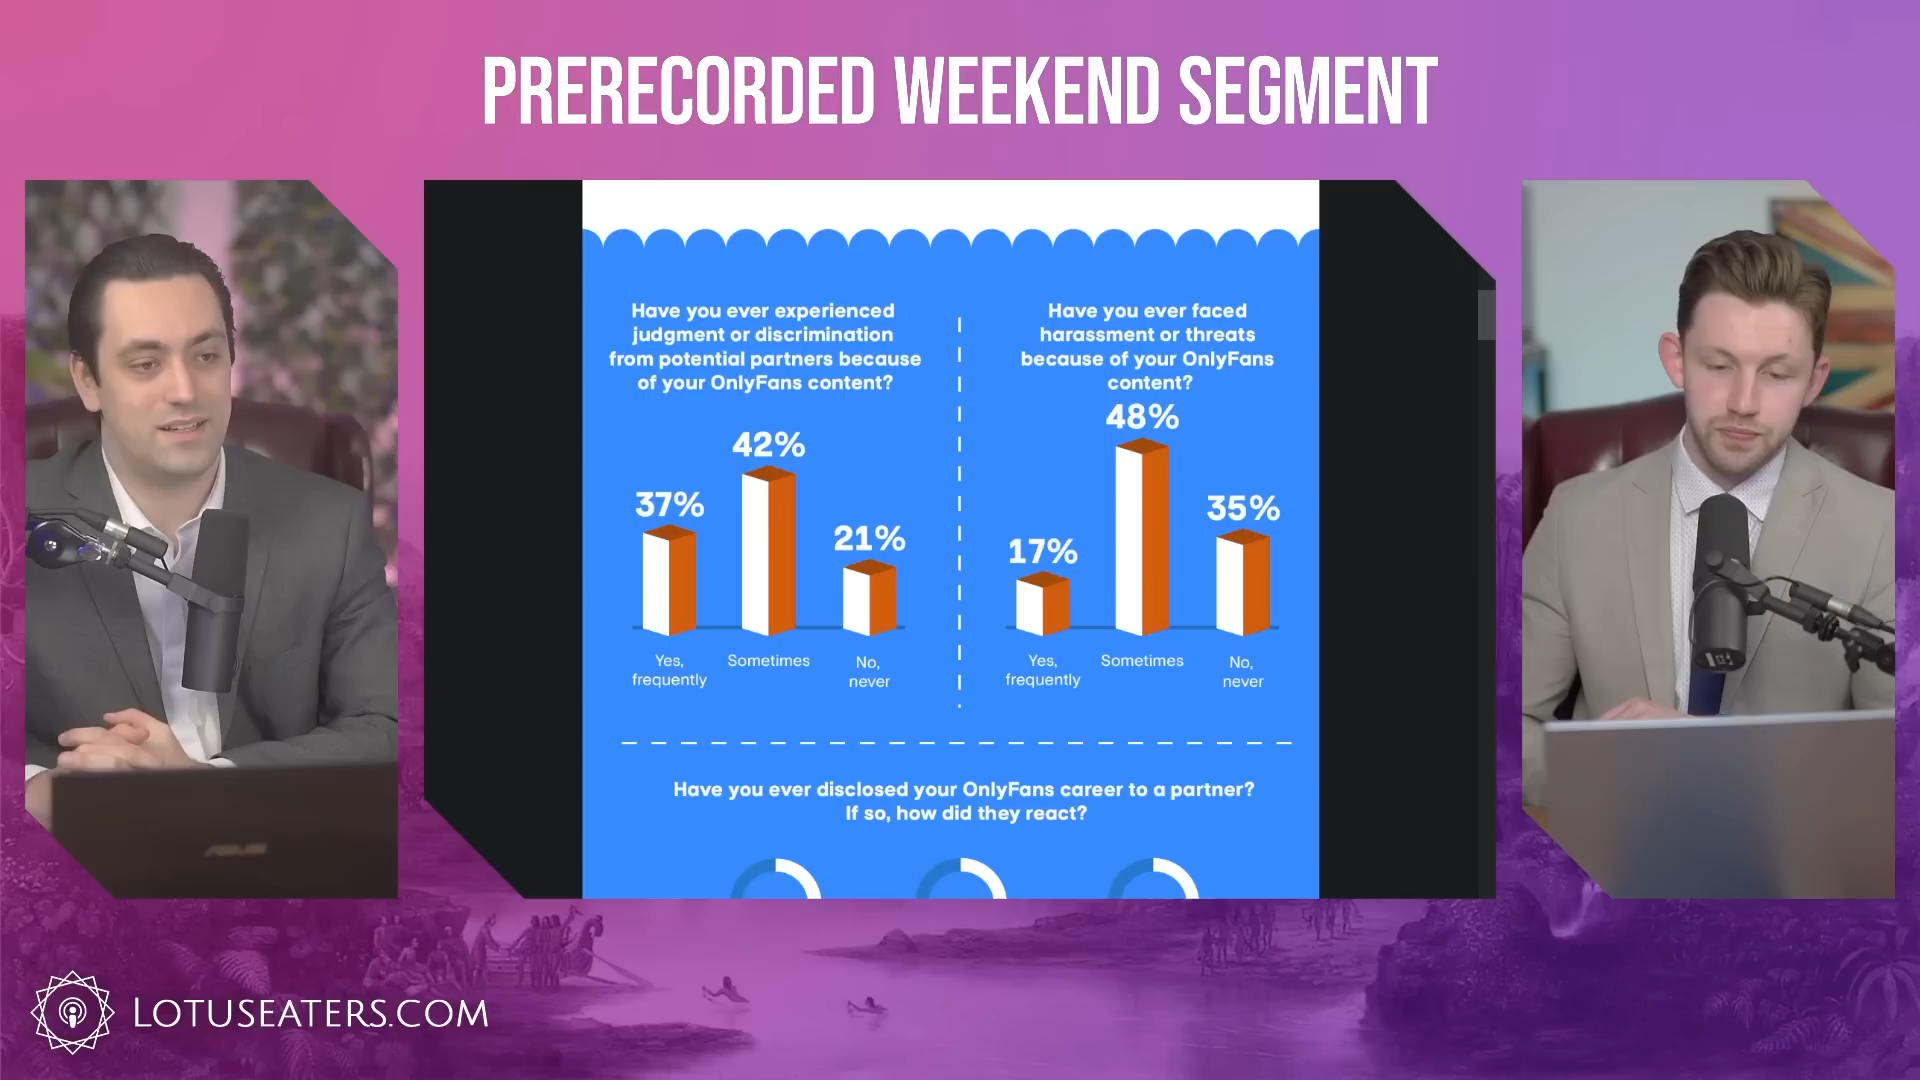 PRERECORDED WEEKEND SEGMENT
Have you ever experienced
judgment or discrimination
from potential partners because
of your OnlyFans content?
37%
42%
21%
Yes,
frequently
Sometimes
No,
never
Have you ever faced
harassment or threats
because of your OnlyFans
content?
17%
48%
35%
Yes,
frequently
Sometimes
No,
never
Have you ever disclosed your OnlyFans career to a partner?
If so, how did they react?
ASUS
LOTUSEATERS.COM